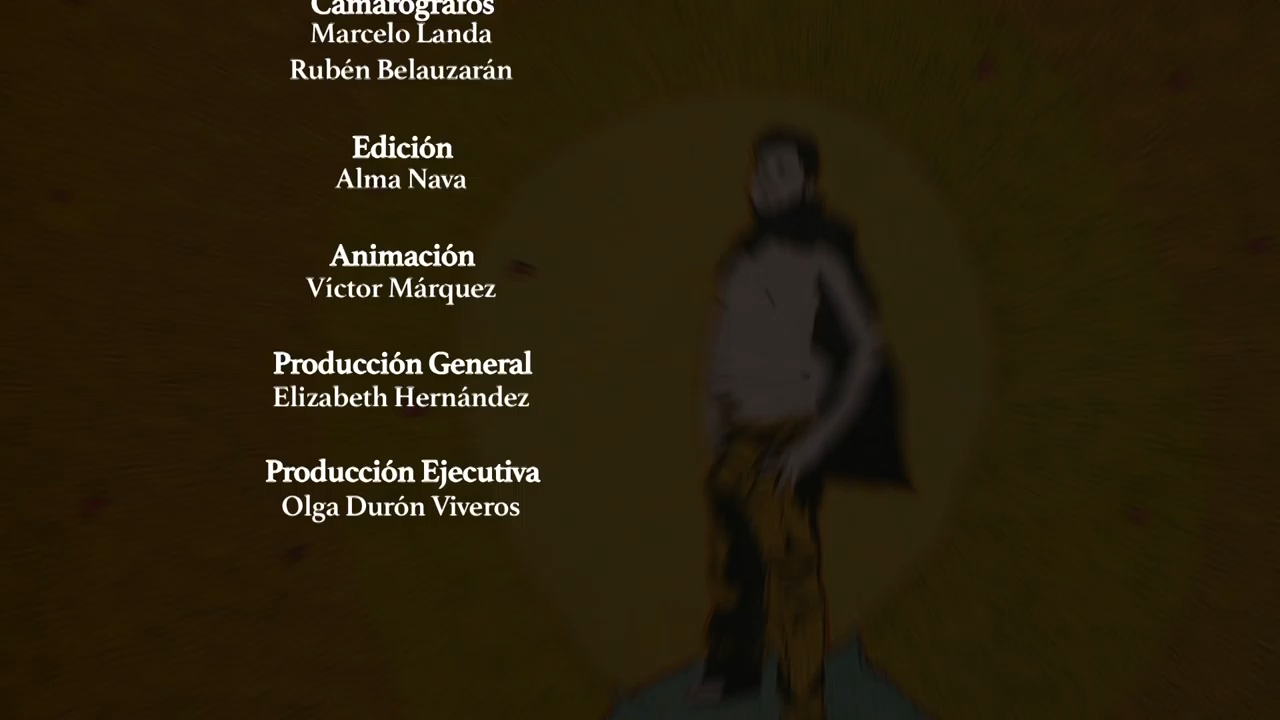 Camarógrafos
Marcelo Landa
Rubén Belauzarán
Edición
Alma Nava
Animación
Víctor Márquez
Producción General
Elizabeth Hernández
Producción Ejecutiva
Olga Durón Viveros